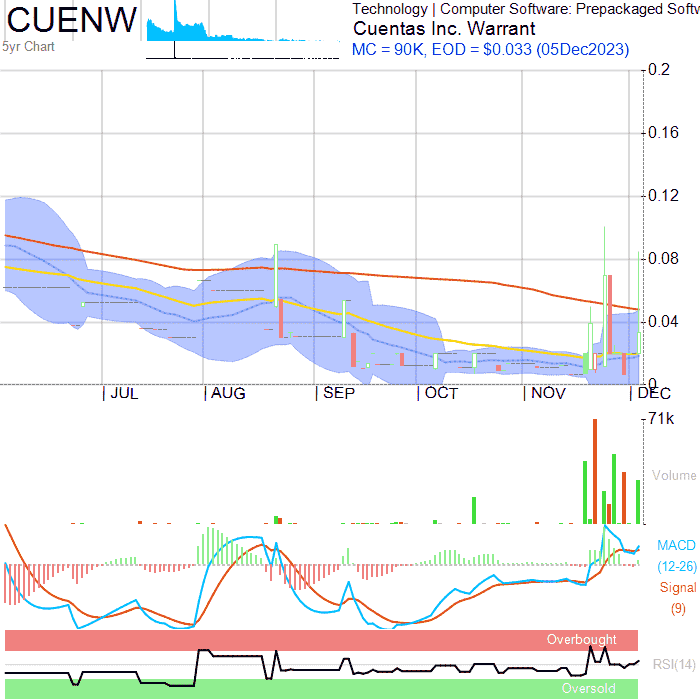 CUENW
5yr Chart
Technology | Computer Software: Prepackaged Softw
Cuentas Inc. Warrant
MC = 90K, EOD = $0.033 (05Dec2023)
0.2
0.16
0.12
0.08
0.04
0
JUL AUG SEP OCT NOV DEC
71k
Volume
MACD
(12-26)
Signal
(9)
Overbought
RSI(14)
Oversold